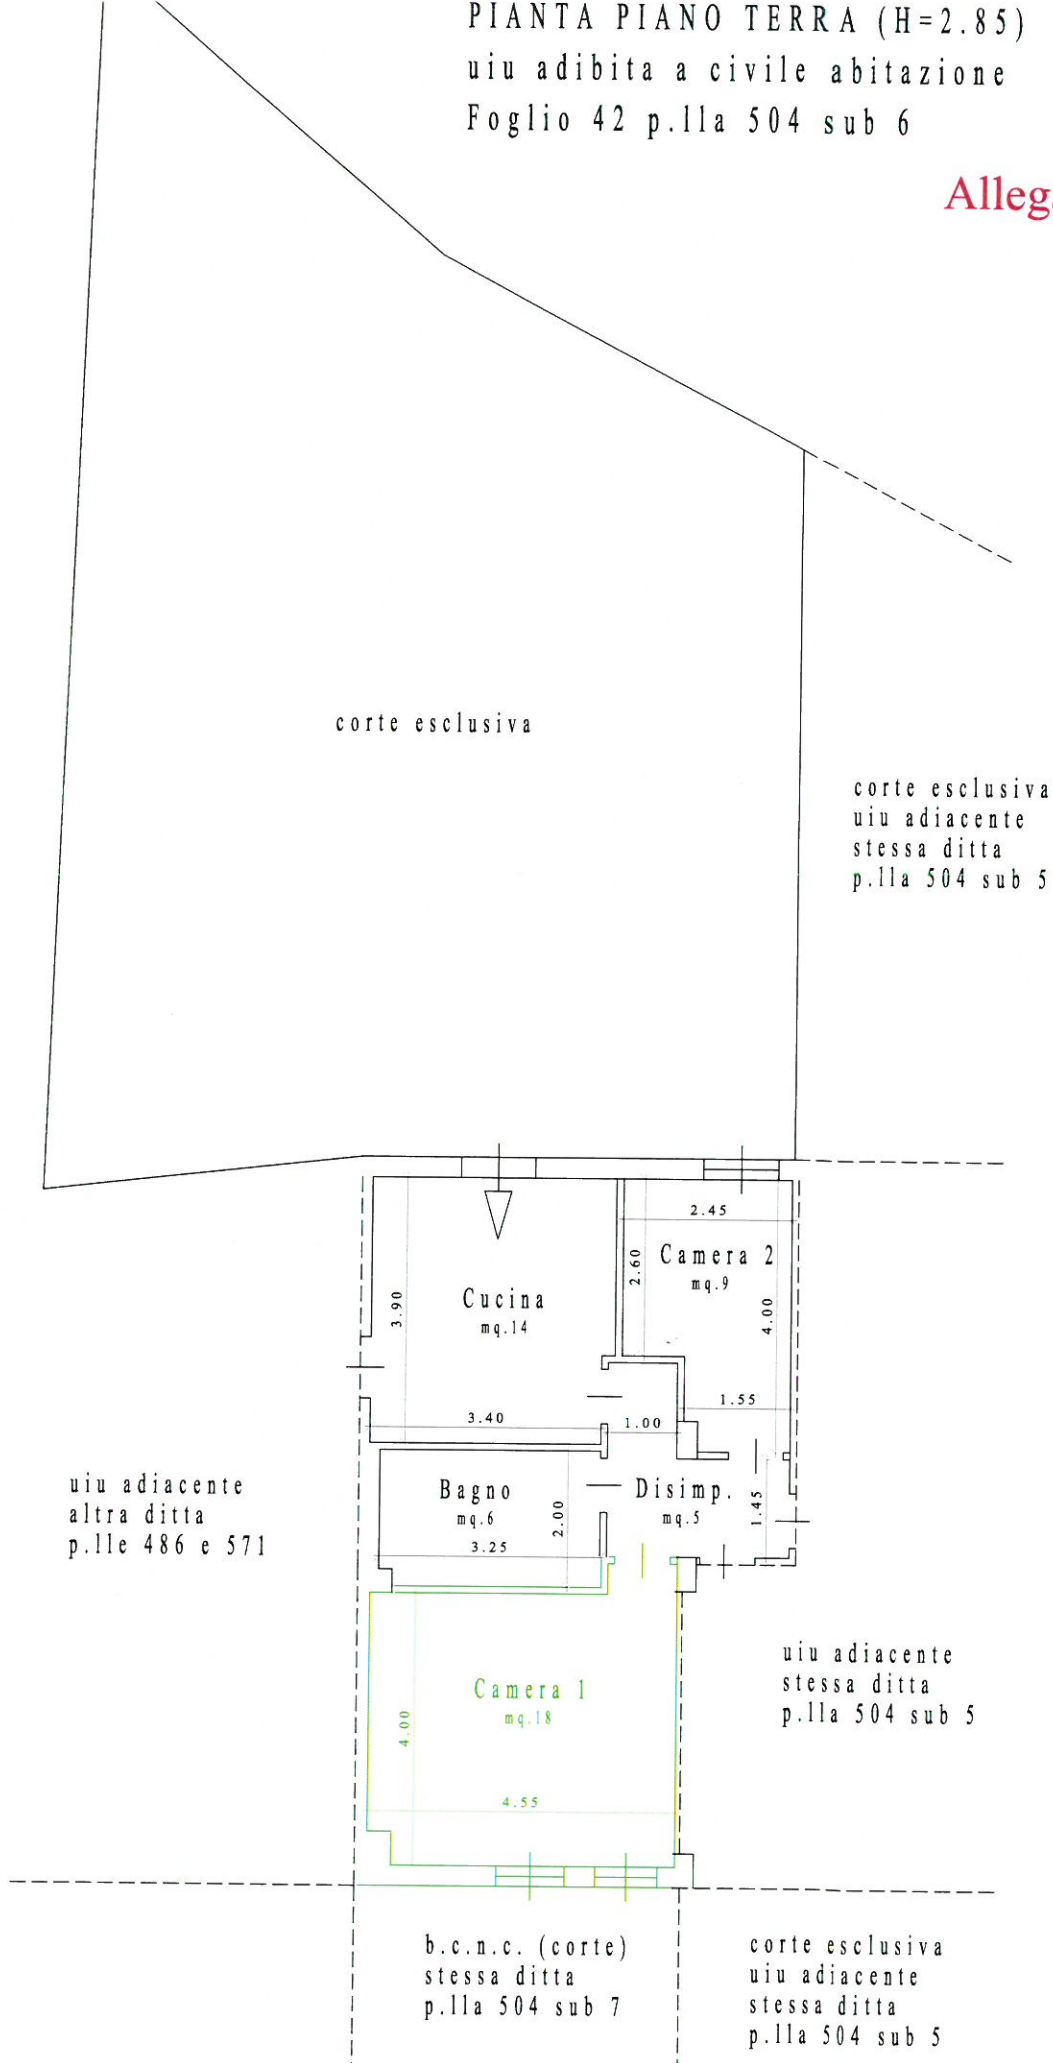 PIANTA PIANO TERRA (H=2.85)
uiu adibita a civile abitazione
Foglio 42 p.lla 504 sub 6
corte esclusiva
corte esclusiva
uiu adiacente
stessa ditta
p.lla 504 sub 5
2.45
Camera 2
mq.9
2.60
4.00
Cucina
mq.14
3.90
1.55
3.40
1.00
uiu adiacente
altra ditta
p.lle 486 e 571
Bagno
mq.6
2.00
3.25
Disimp.
mq.5
1.45
Camera 1
mq.18
4.00
4.55
uiu adiacente
stessa ditta
p.lla 504 sub 5
b.c.n.c. (corte)
stessa ditta
p.lla 504 sub 7
corte esclusiva
uiu adiacente
stessa ditta
p.lla 504 sub 5